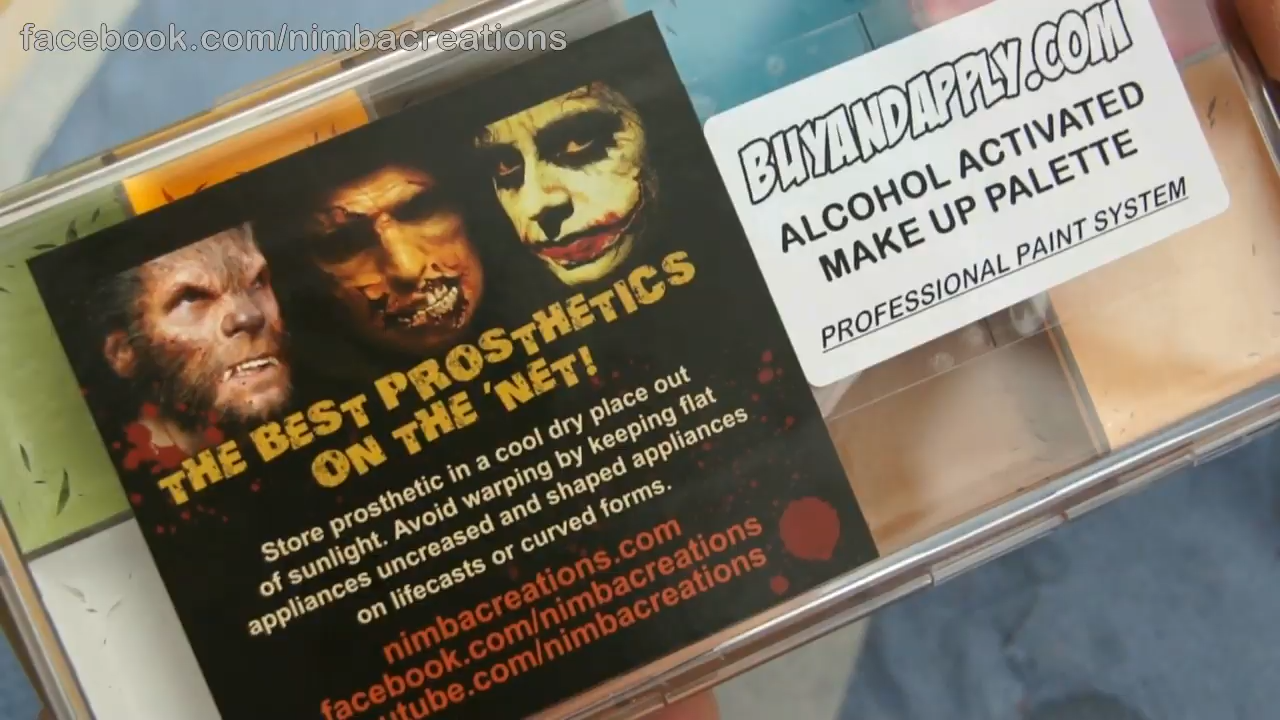 facebook.com/nimbacreations
BUYANDAPPLY.COM
ALCOHOL ACTIVATED
MAKE UP PALETTE
PROFESSIONAL PAINT SYSTEM
THE BEST PROSTHETICS
ON THE 'NET!
Store prosthetic in a cool dry place out
of sunlight. Avoid warping by keeping flat
appliances uncreased and shaped appliances
on lifecasts or curved forms.
nimbacreations.com
facebook.com/nimbacreations
utube.com/nimbacreations